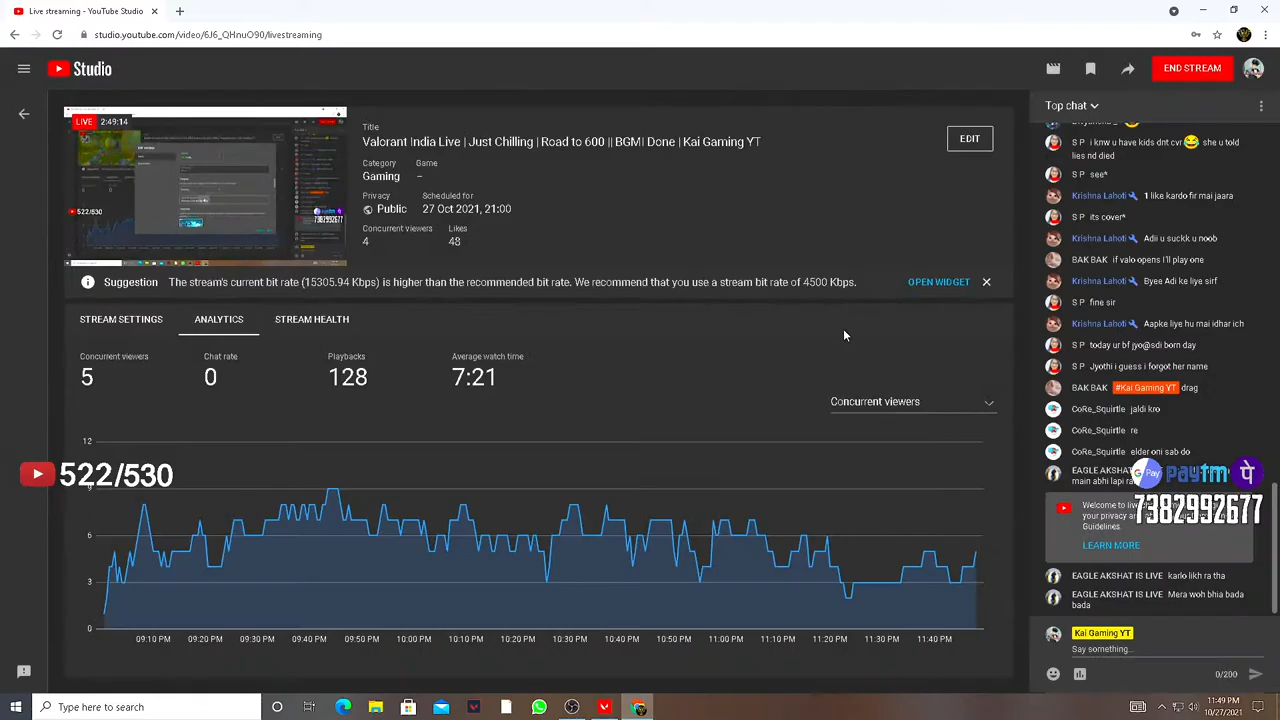 Live streaming - YouTube Studio
studio.youtube.com/video/6J6_QHnuO90/livestreaming
Studio
END STREAM
LIVE 2:49:14
522/530
7382992677
Title
Valorant India Live | Just Chilling | Road to 600 || BGMI Done | Kai Gaming YT
EDIT
Category Game
Gaming –
Privacy Scheduled for
Public 27 Oct 2021, 21:00
Concurrent viewers Likes
4 48
Suggestion The stream's current bit rate (15305.94 Kbps) is higher than the recommended bit rate. We recommend that you use a stream bit rate of 4500 Kbps.
OPEN WIDGET
STREAM SETTINGS ANALYTICS STREAM HEALTH
Concurrent viewers Chat rate Playbacks Average watch time
5 0 128 7:21
Concurrent viewers
12
9
6
3
0
09:10 PM 09:20 PM 09:30 PM 09:40 PM 09:50 PM 10:00 PM 10:10 PM 10:20 PM 10:30 PM 10:40 PM 10:50 PM 11:00 PM 11:10 PM 11:20 PM 11:30 PM 11:40 PM
522/530
Top chat
S P i knw u have kids dnt cvr😂 she u told
lies nd died
S P see*
Krishna Lahoti 1 like kardo fir mai jaara
S P its cover*
Krishna Lahoti Adii u suckk u noob
BAK BAK if valo opens I'll play one
Krishna Lahoti Byee Adi ke liye sirf
S P fine sir
Krishna Lahoti Aapke liye hu mai idhar ich
S P today ur bf jyo@sdi born day
S P Jyothi i guess i forgot her name
BAK BAK #Kai Gaming YT drag
CoRe_Squirtle jaldi kro
CoRe_Squirtle re
CoRe_Squirtle elder oni sab do
EAGLE AKSHAT
main abhi lapi
G Pay paytm पे
7382992677
Welcome to live
your privacy
Guidelines.
LEARN MORE
EAGLE AKSHAT IS LIVE karlo likh ra tha
EAGLE AKSHAT IS LIVE Mera woh bhia bada
bada
Kai Gaming YT
Say something...
0/200
Type here to search
11:49 PM
10/27/2021